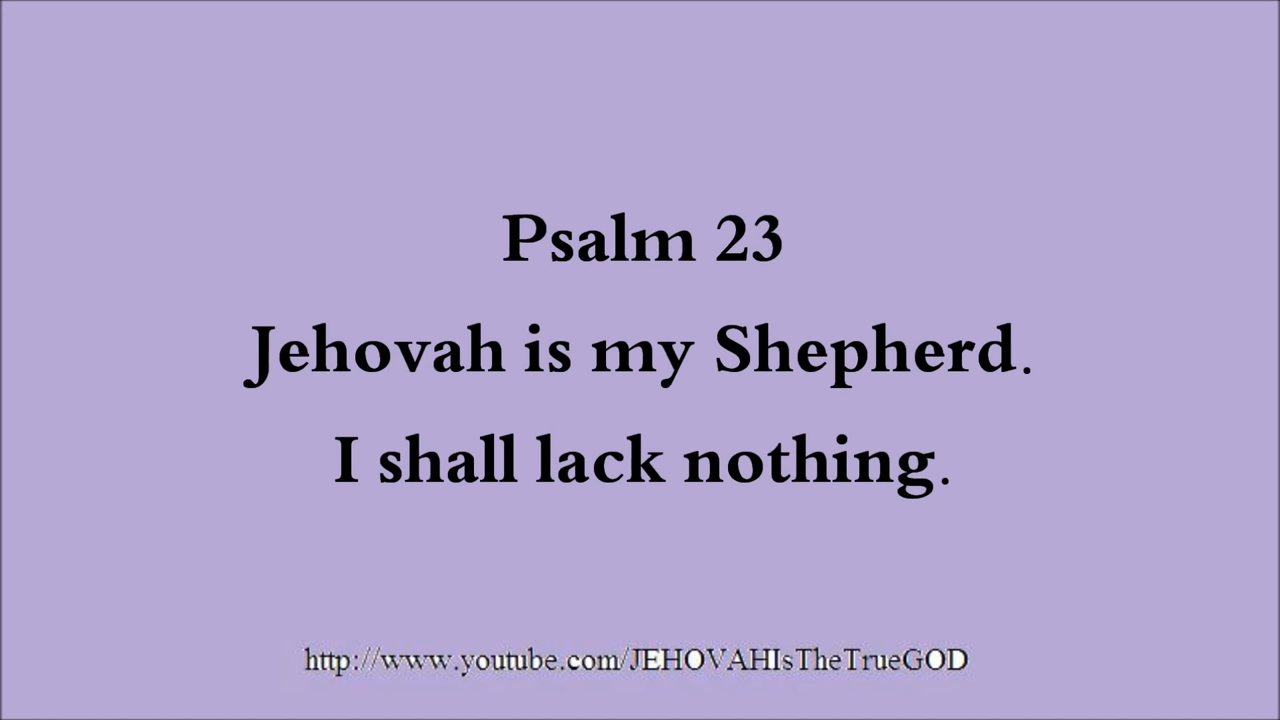 Psalm 23
Jehovah is my Shepherd.
I shall lack nothing.
http://www.youtube.com/JEHOVAHIsTheTrueGOD